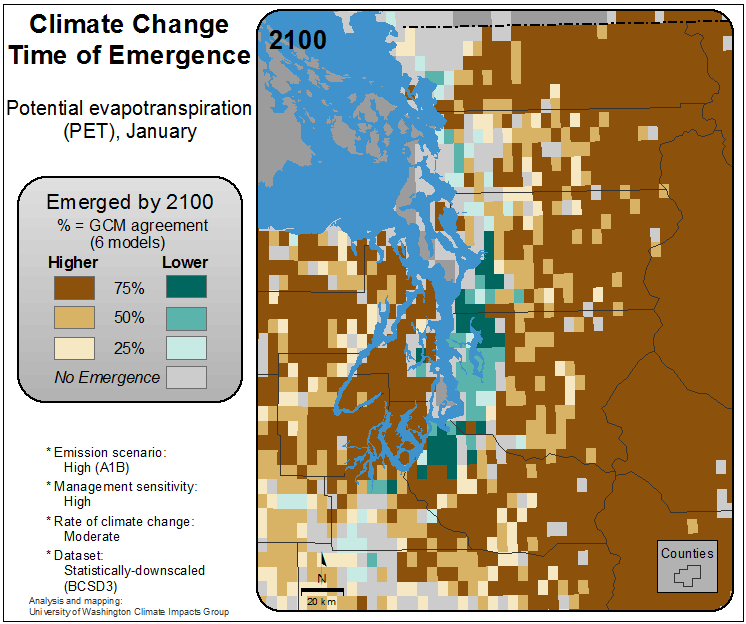 Climate Change
Time of Emergence
Potential evapotranspiration
(PET), January
Emerged by 2100
% = GCM agreement
(6 models)
Higher Lower
75%
50%
25%
No Emergence
* Emission scenario:
High (A1B)
* Management sensitivity:
High
* Rate of climate change:
Moderate
* Dataset:
Statistically-downscaled
(BCSD3)
Analysis and mapping:
University of Washington Climate Impacts Group
2100
N
20 km
Counties